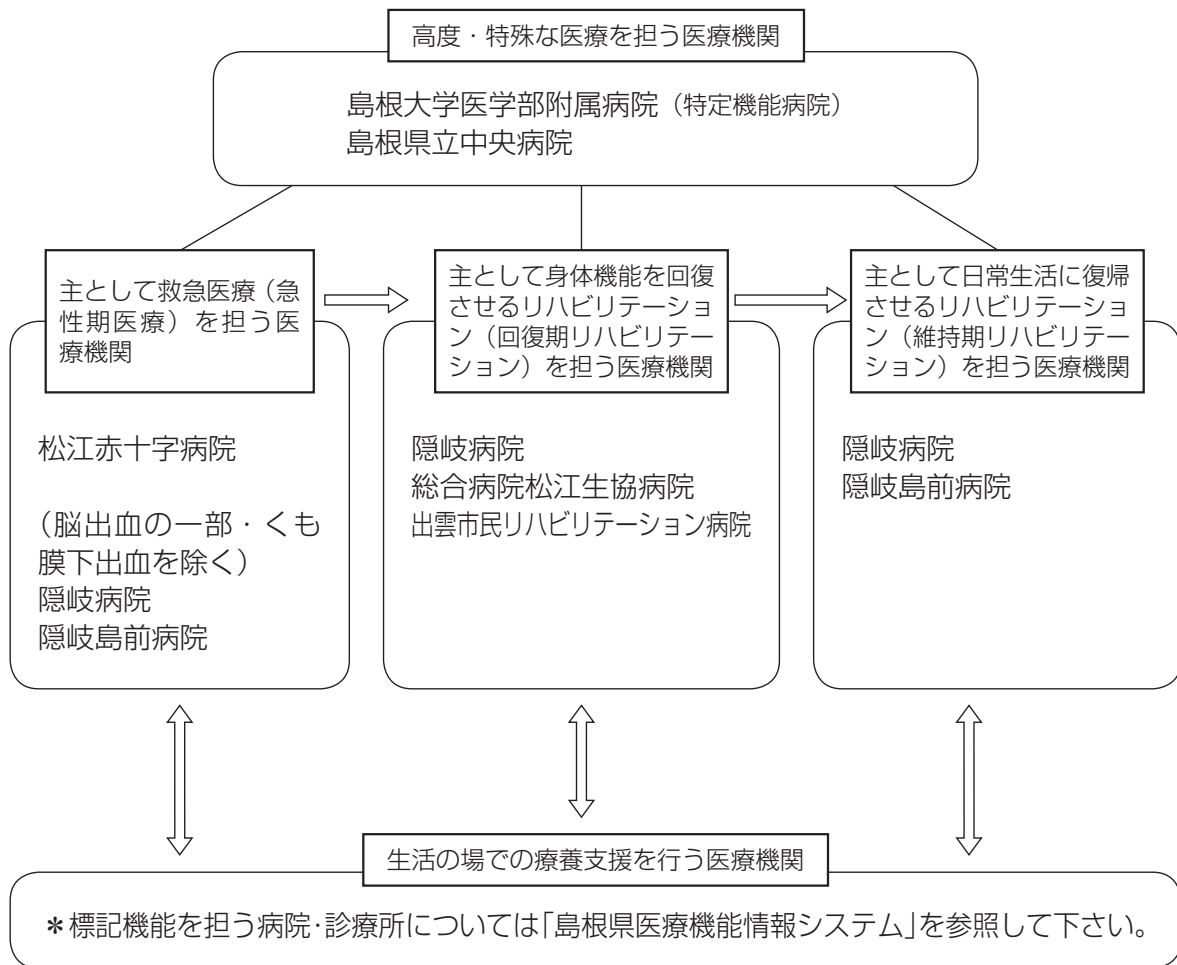 高度・特殊な医療を担う医療機関
島根大学医学部附属病院（特定機能病院）
島根県立中央病院
主として救急医療（急
性期医療）を担う医
療機関
松江赤十字病院
（脳出血の一部・くも
膜下出血を除く）
隠岐病院
隠岐島前病院
主として身体機能を回復
させるリハビリテーショ
ン（回復期リハビリテー
ション）を担う医療機関
隠岐病院
総合病院松江生協病院
出雲市民リハビリテーション病院
主として日常生活に復帰
させるリハビリテーショ
ン（維持期リハビリテー
ション）を担う医療機関
隠岐病院
隠岐島前病院
生活の場での療養支援を行う医療機関
＊標記機能を担う病院・診療所については「島根県医療機能情報システム」を参照して下さい。